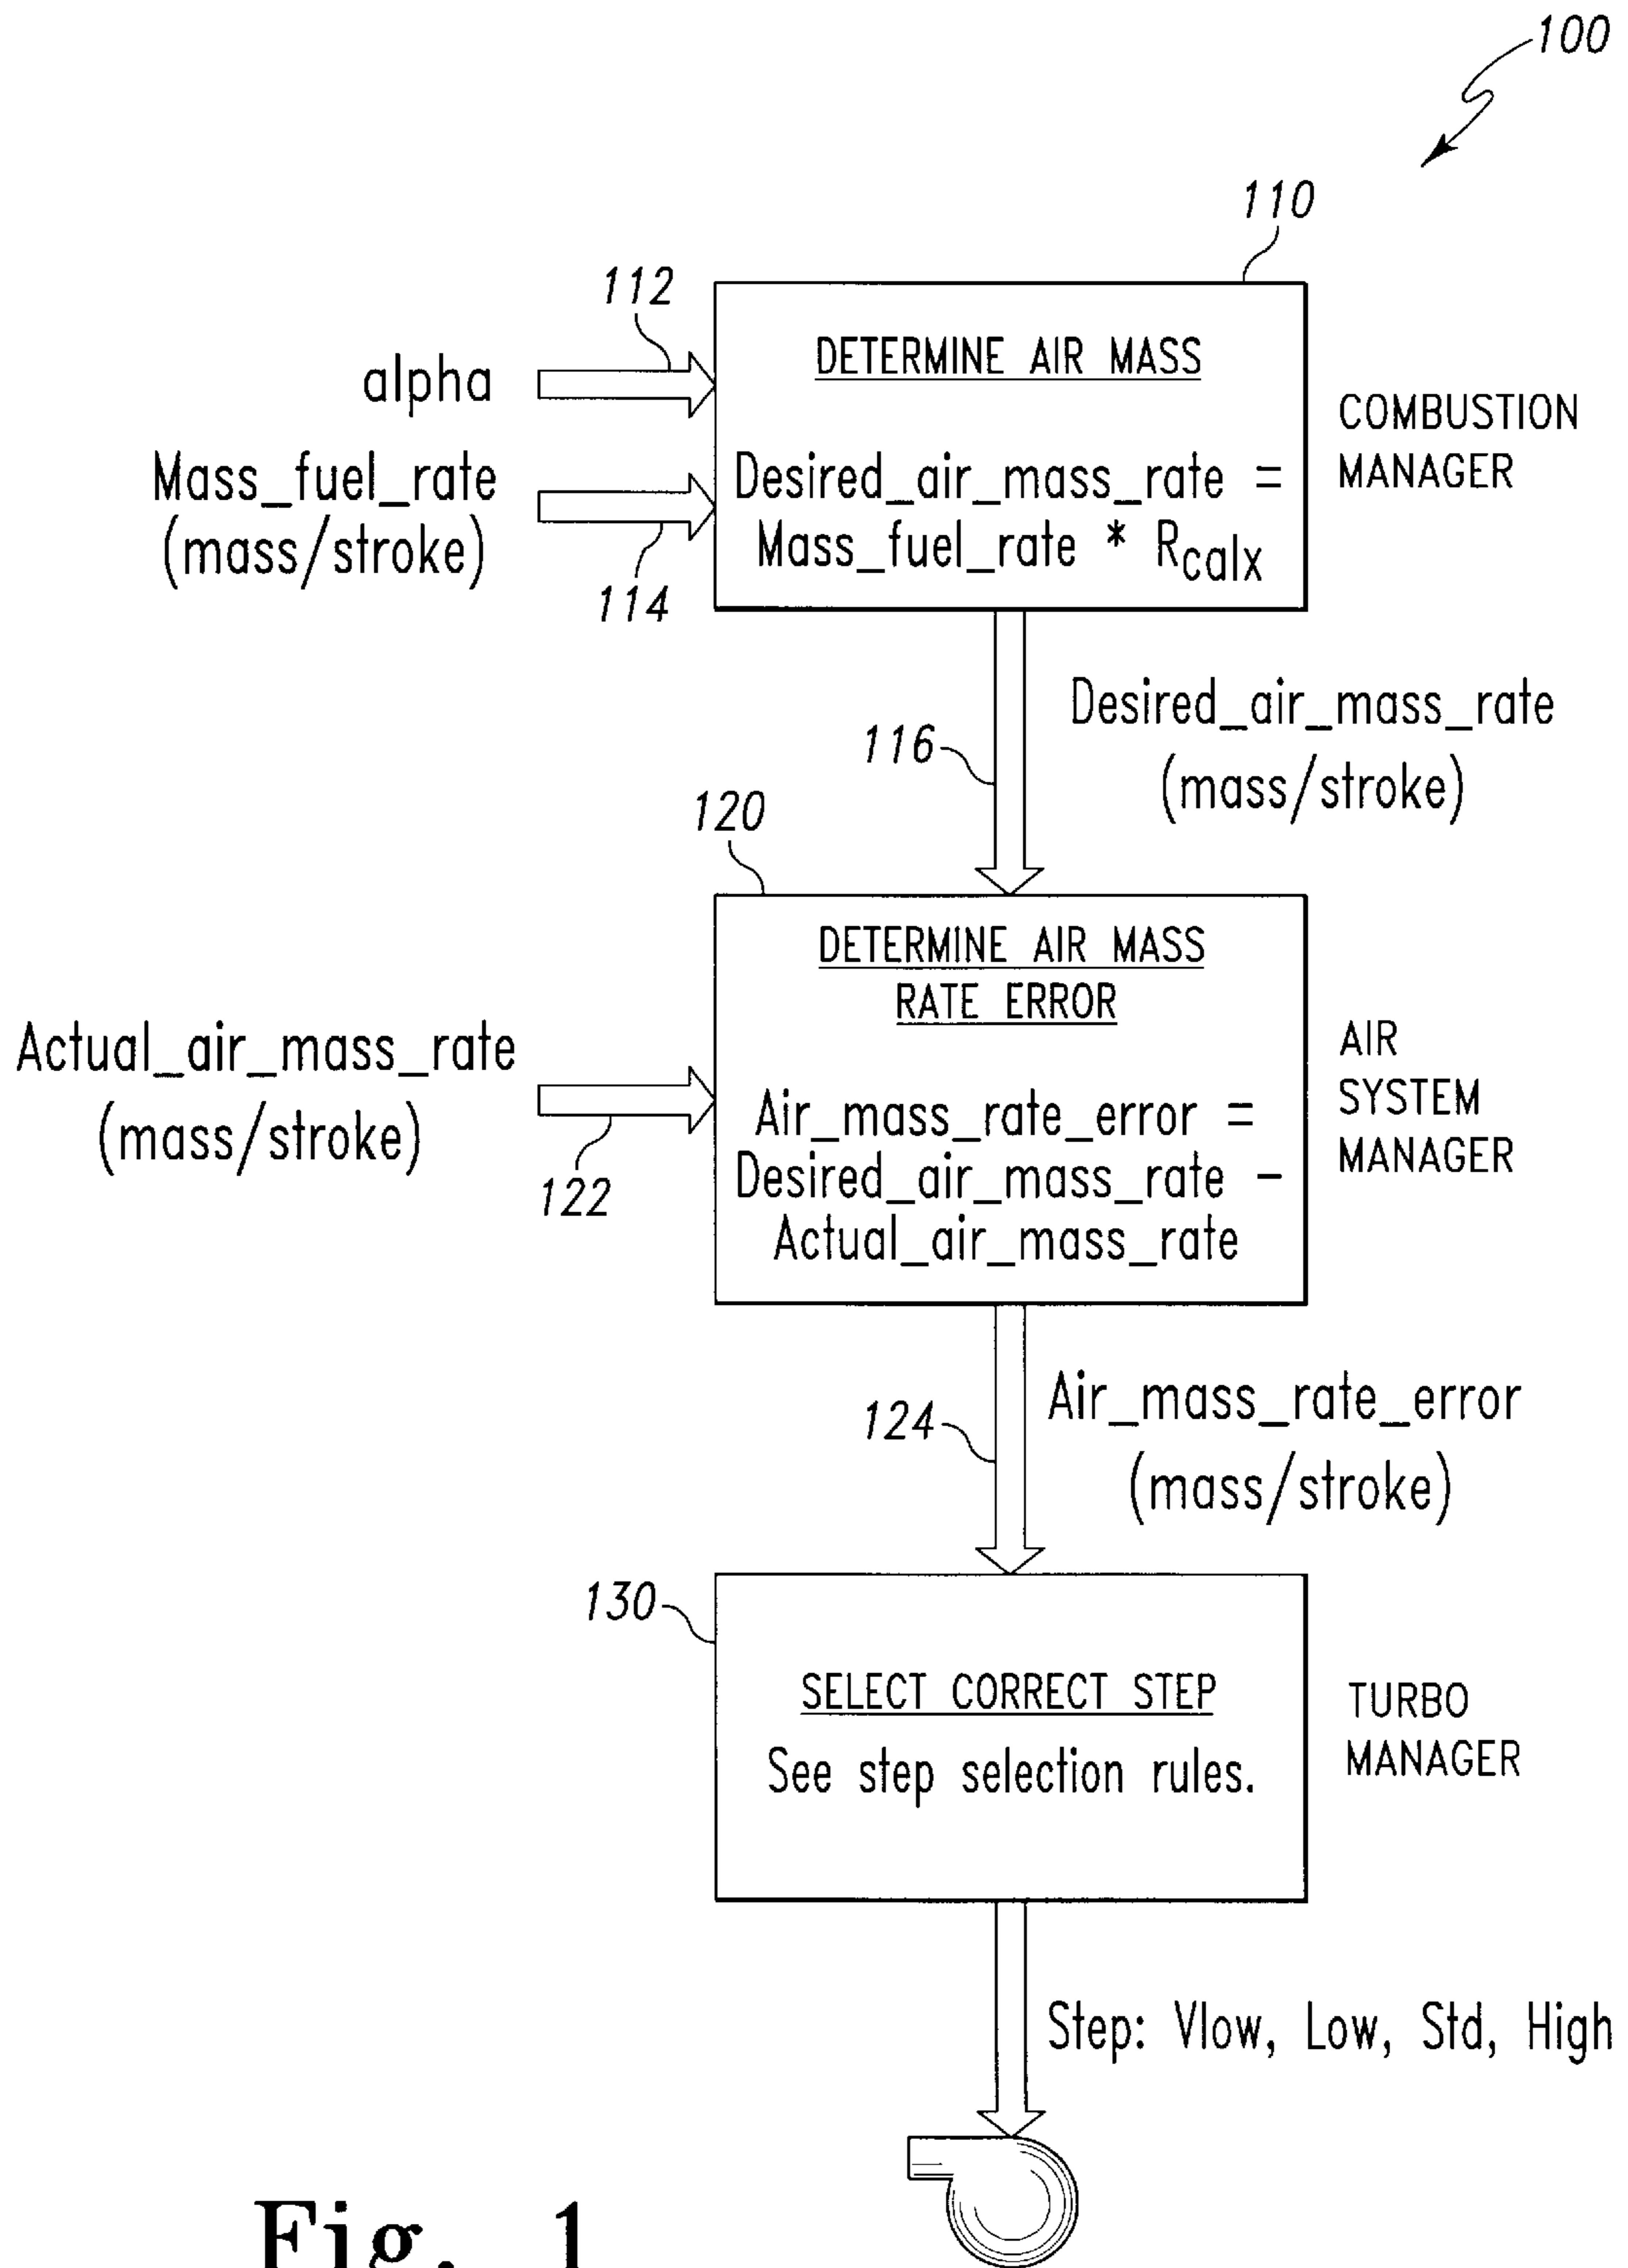 100
110
112
DETERMINE AIR MASS
alpha
COMBUSTION
MANAGER
Mass_fuel_rate
(mass/stroke)
Desired_air_mass_rate =
Mass_fuel_rate * Rcalx
114
Desired_air_mass_rate
(mass/stroke)
116
120
DETERMINE AIR MASS
RATE ERROR
Actual_air_mass_rate
(mass/stroke)
AIR
SYSTEM
MANAGER
Air_mass_rate_error =
Desired_air_mass_rate -
Actual_air_mass_rate
122
Air_mass_rate_error
(mass/stroke)
124
130
SELECT CORRECT STEP
See step selection rules.
TURBO
MANAGER
Step: Vlow, Low, Std, High
Fig. 1